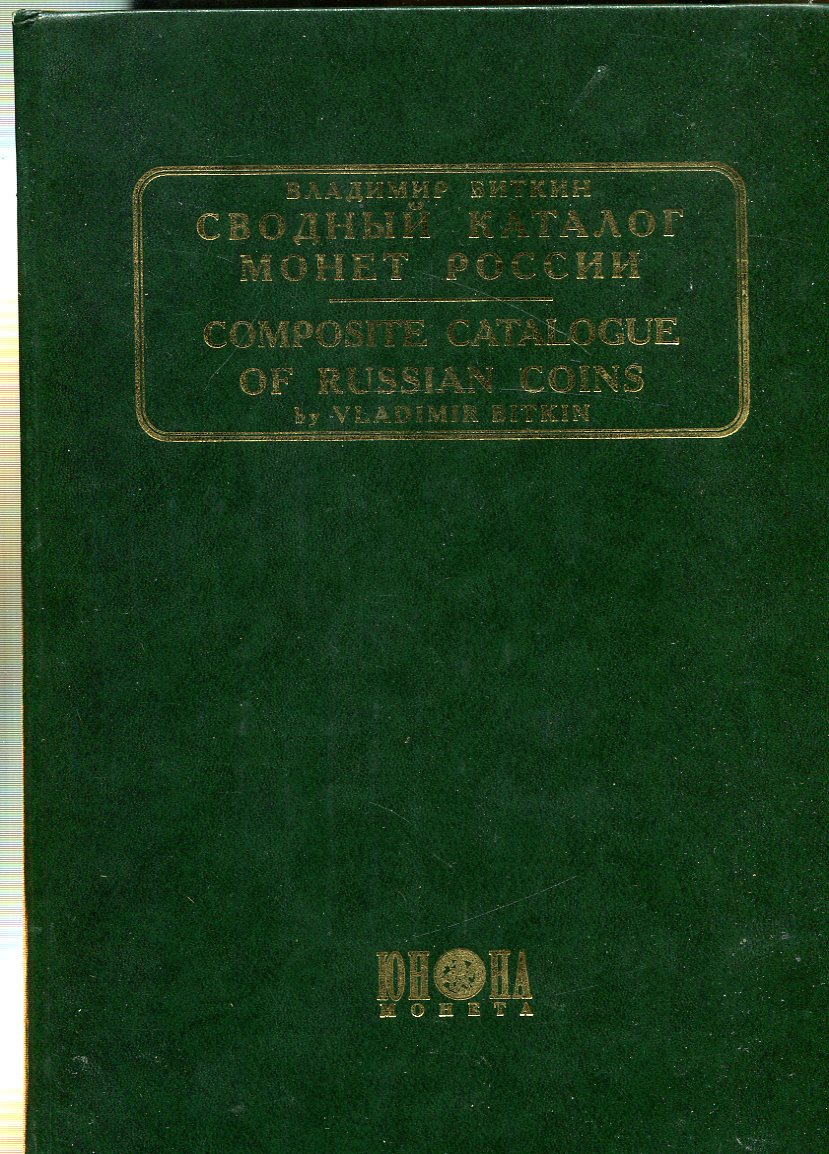 ВЛАДИМИР БИТКИН
СВОДНЫЙ КАТАЛОГ
МОНЕТ РОССИИ
COMPOSITE CATALOGUE
OF RUSSIAN COINS
by VLADIMIR BITKIN
ЮНОНА
МОНЕТА